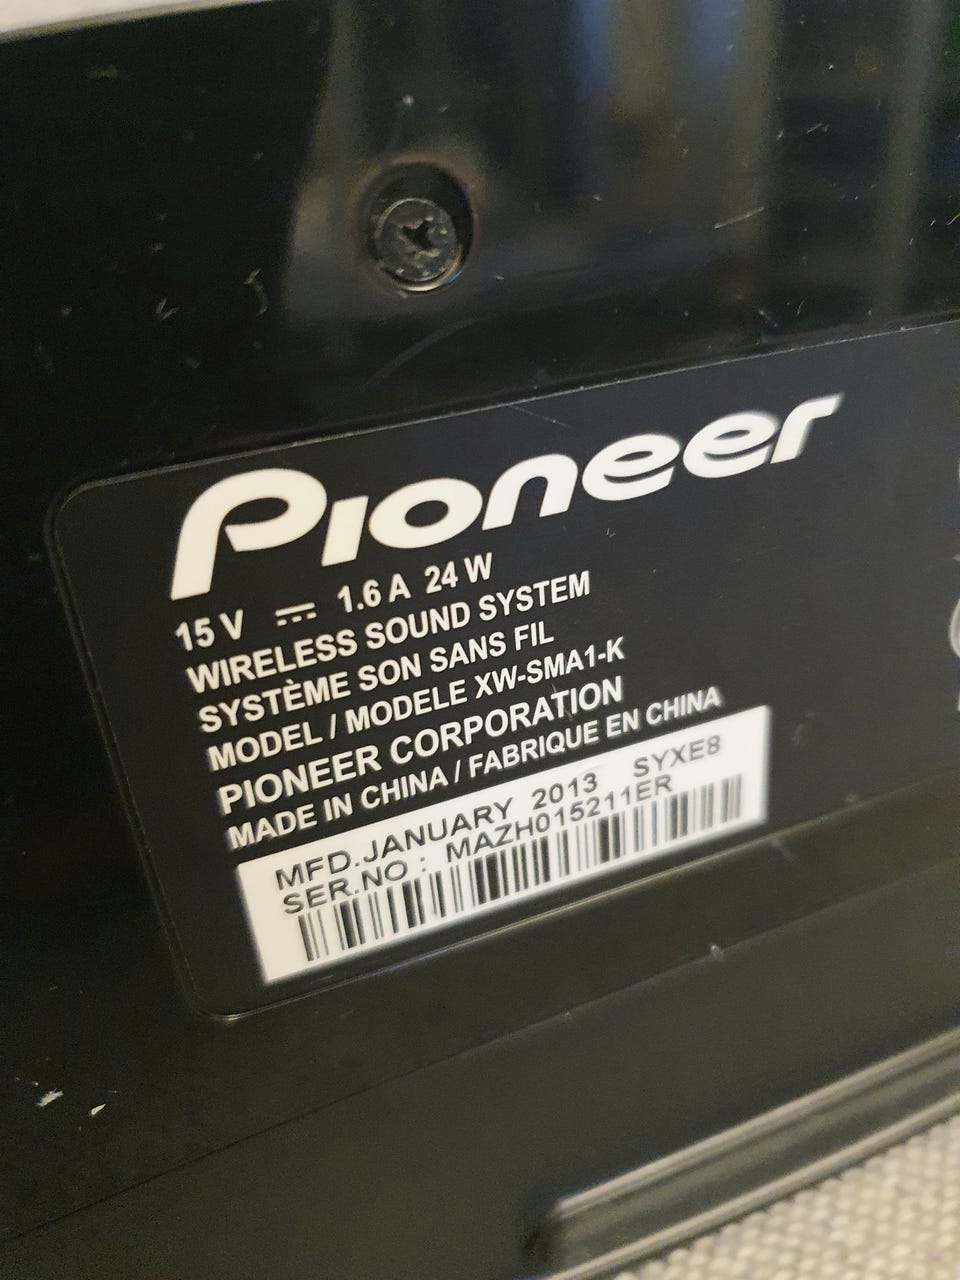 Pioneer
15 V ⎓ 1.6 A 24 W
WIRELESS SOUND SYSTEM
SYSTÈME SON SANS FIL
MODEL / MODELE XW-SMA1-K
PIONEER CORPORATION
MADE IN CHINA / FABRIQUE EN CHINA
MFD.JANUARY 2013 SYXE8
SER.NO : MAZH015211ER